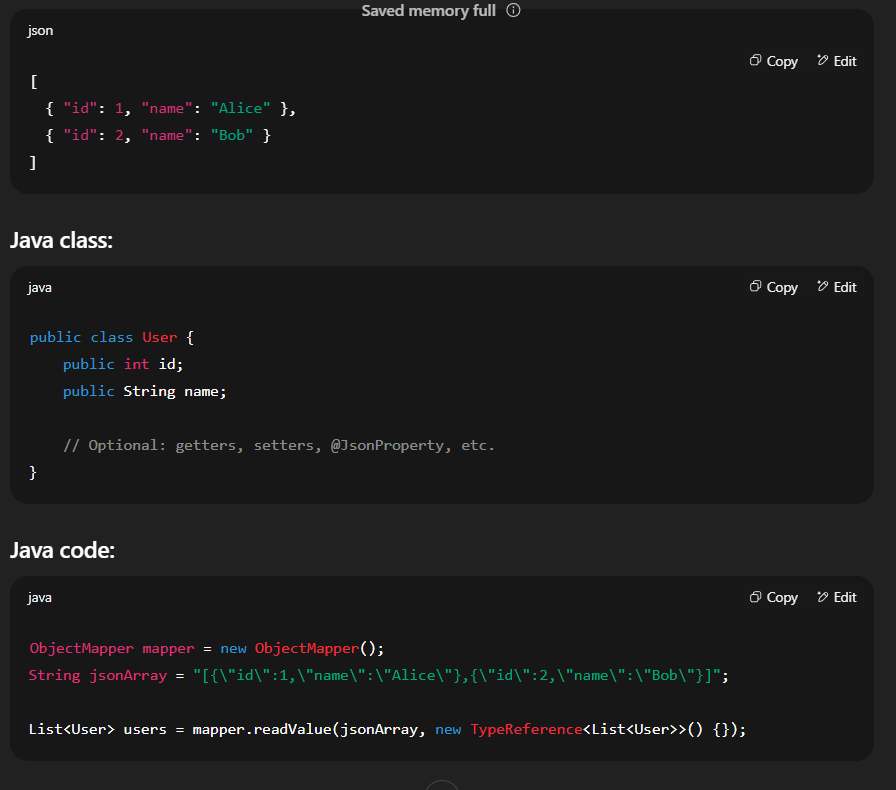 Saved memory full
json
Copy Edit
[
  { "id": 1, "name": "Alice" },
  { "id": 2, "name": "Bob" }
]
Java class:
java
Copy Edit
public class User {
    public int id;
    public String name;
    // Optional: getters, setters, @JsonProperty, etc.
}
Java code:
java
Copy Edit
ObjectMapper mapper = new ObjectMapper();
String jsonArray = "[{\"id\":1,\"name\":\"Alice\"},{\"id\":2,\"name\":\"Bob\"}]";
List<User> users = mapper.readValue(jsonArray, new TypeReference<List<User>>() {});